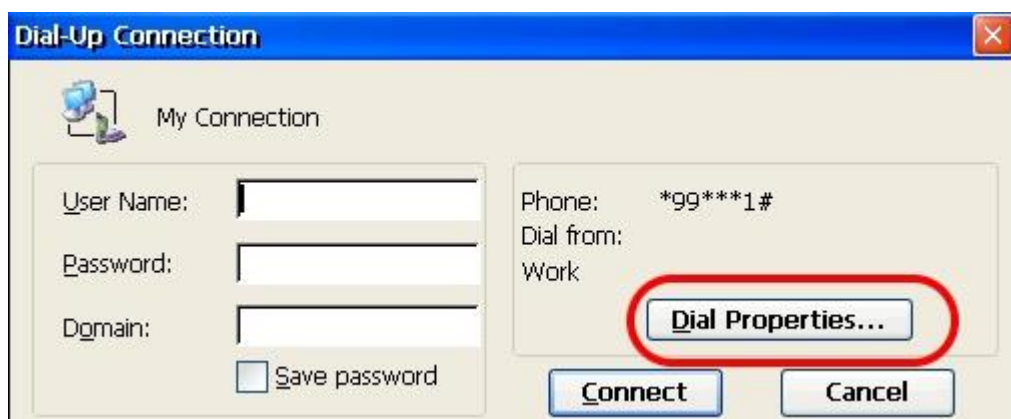 Dial-Up Connection
My Connection
User Name:
Password:
Domain:
Save password
Phone: *99***1#
Dial from:
Work
Dial Properties...
Connect
Cancel